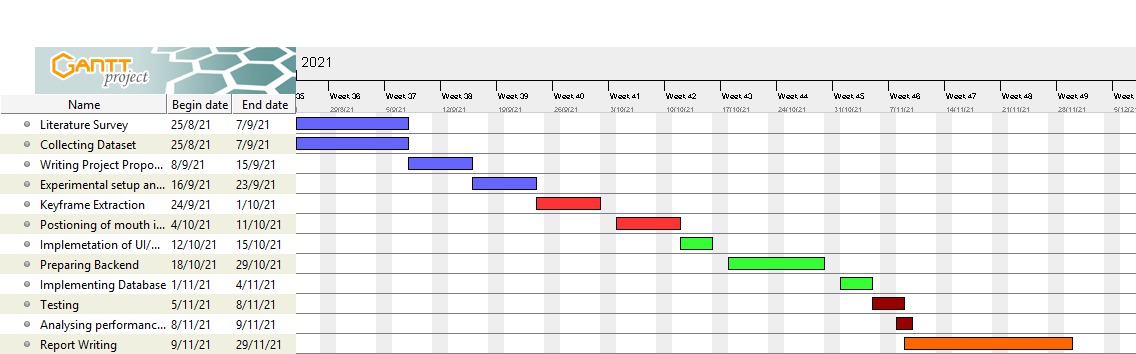 GANTT
project
2021
35 Week 36 Week 37 Week 38 Week 39 Week 40 Week 41 Week 42 Week 43 Week 44 Week 45 Week 46 Week 47 Week 48 Week 49
29/8/21 5/9/21 12/9/21 19/9/21 26/9/21 3/10/21 10/10/21 17/10/21 24/10/21 31/10/21 7/11/21 14/11/21 21/11/21 28/11/21 5/12/
Name Begin date End date
Literature Survey 25/8/21 7/9/21
Collecting Dataset 25/8/21 7/9/21
Writing Project Propo... 8/9/21 15/9/21
Experimental setup an... 16/9/21 23/9/21
Keyframe Extraction 24/9/21 1/10/21
Postioning of mouth i... 4/10/21 11/10/21
Implemetation of UI/... 12/10/21 15/10/21
Preparing Backend 18/10/21 29/10/21
Implementing Database 1/11/21 4/11/21
Testing 5/11/21 8/11/21
Analysing performanc... 8/11/21 9/11/21
Report Writing 9/11/21 29/11/21